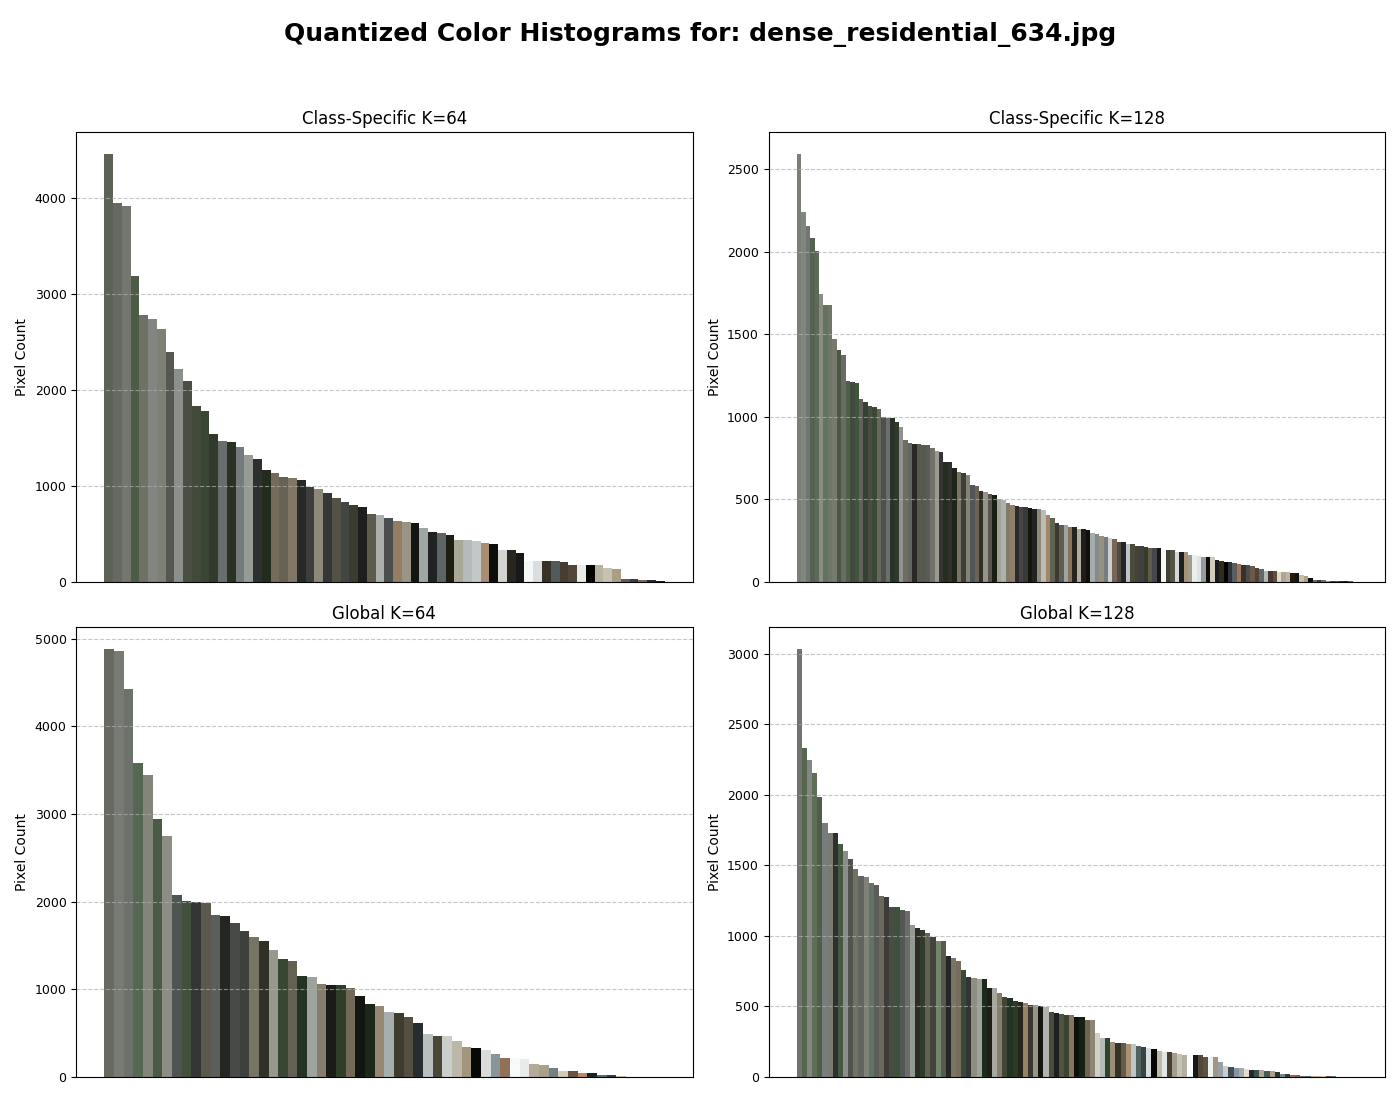 Quantized Color Histograms for: dense_residential_634.jpg
Class-Specific K=64
Class-Specific K=128
Pixel Count
4000
3000
2000
1000
0
Pixel Count
2500
2000
1500
1000
500
0
Global K=64
Global K=128
Pixel Count
5000
4000
3000
2000
1000
0
Pixel Count
3000
2500
2000
1500
1000
500
0